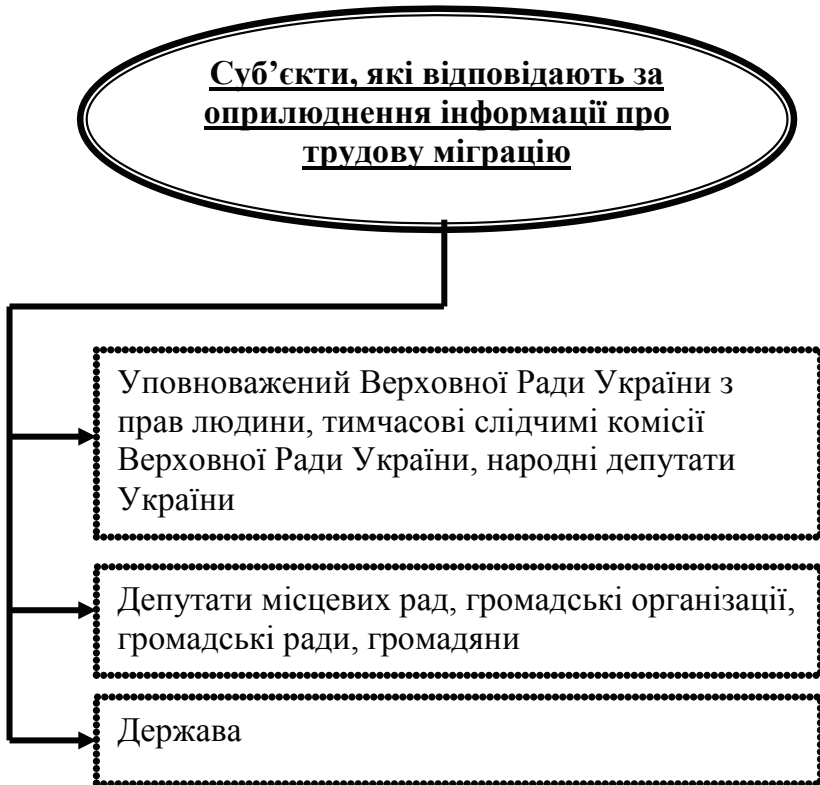 Суб’єкти, які відповідають за
оприлюднення інформації про
трудову міграцію
Уповноважений Верховної Ради України з
прав людини, тимчасові слідчимі комісії
Верховної Ради України, народні депутати
України
Депутати місцевих рад, громадські організації,
громадські ради, громадяни
Держава